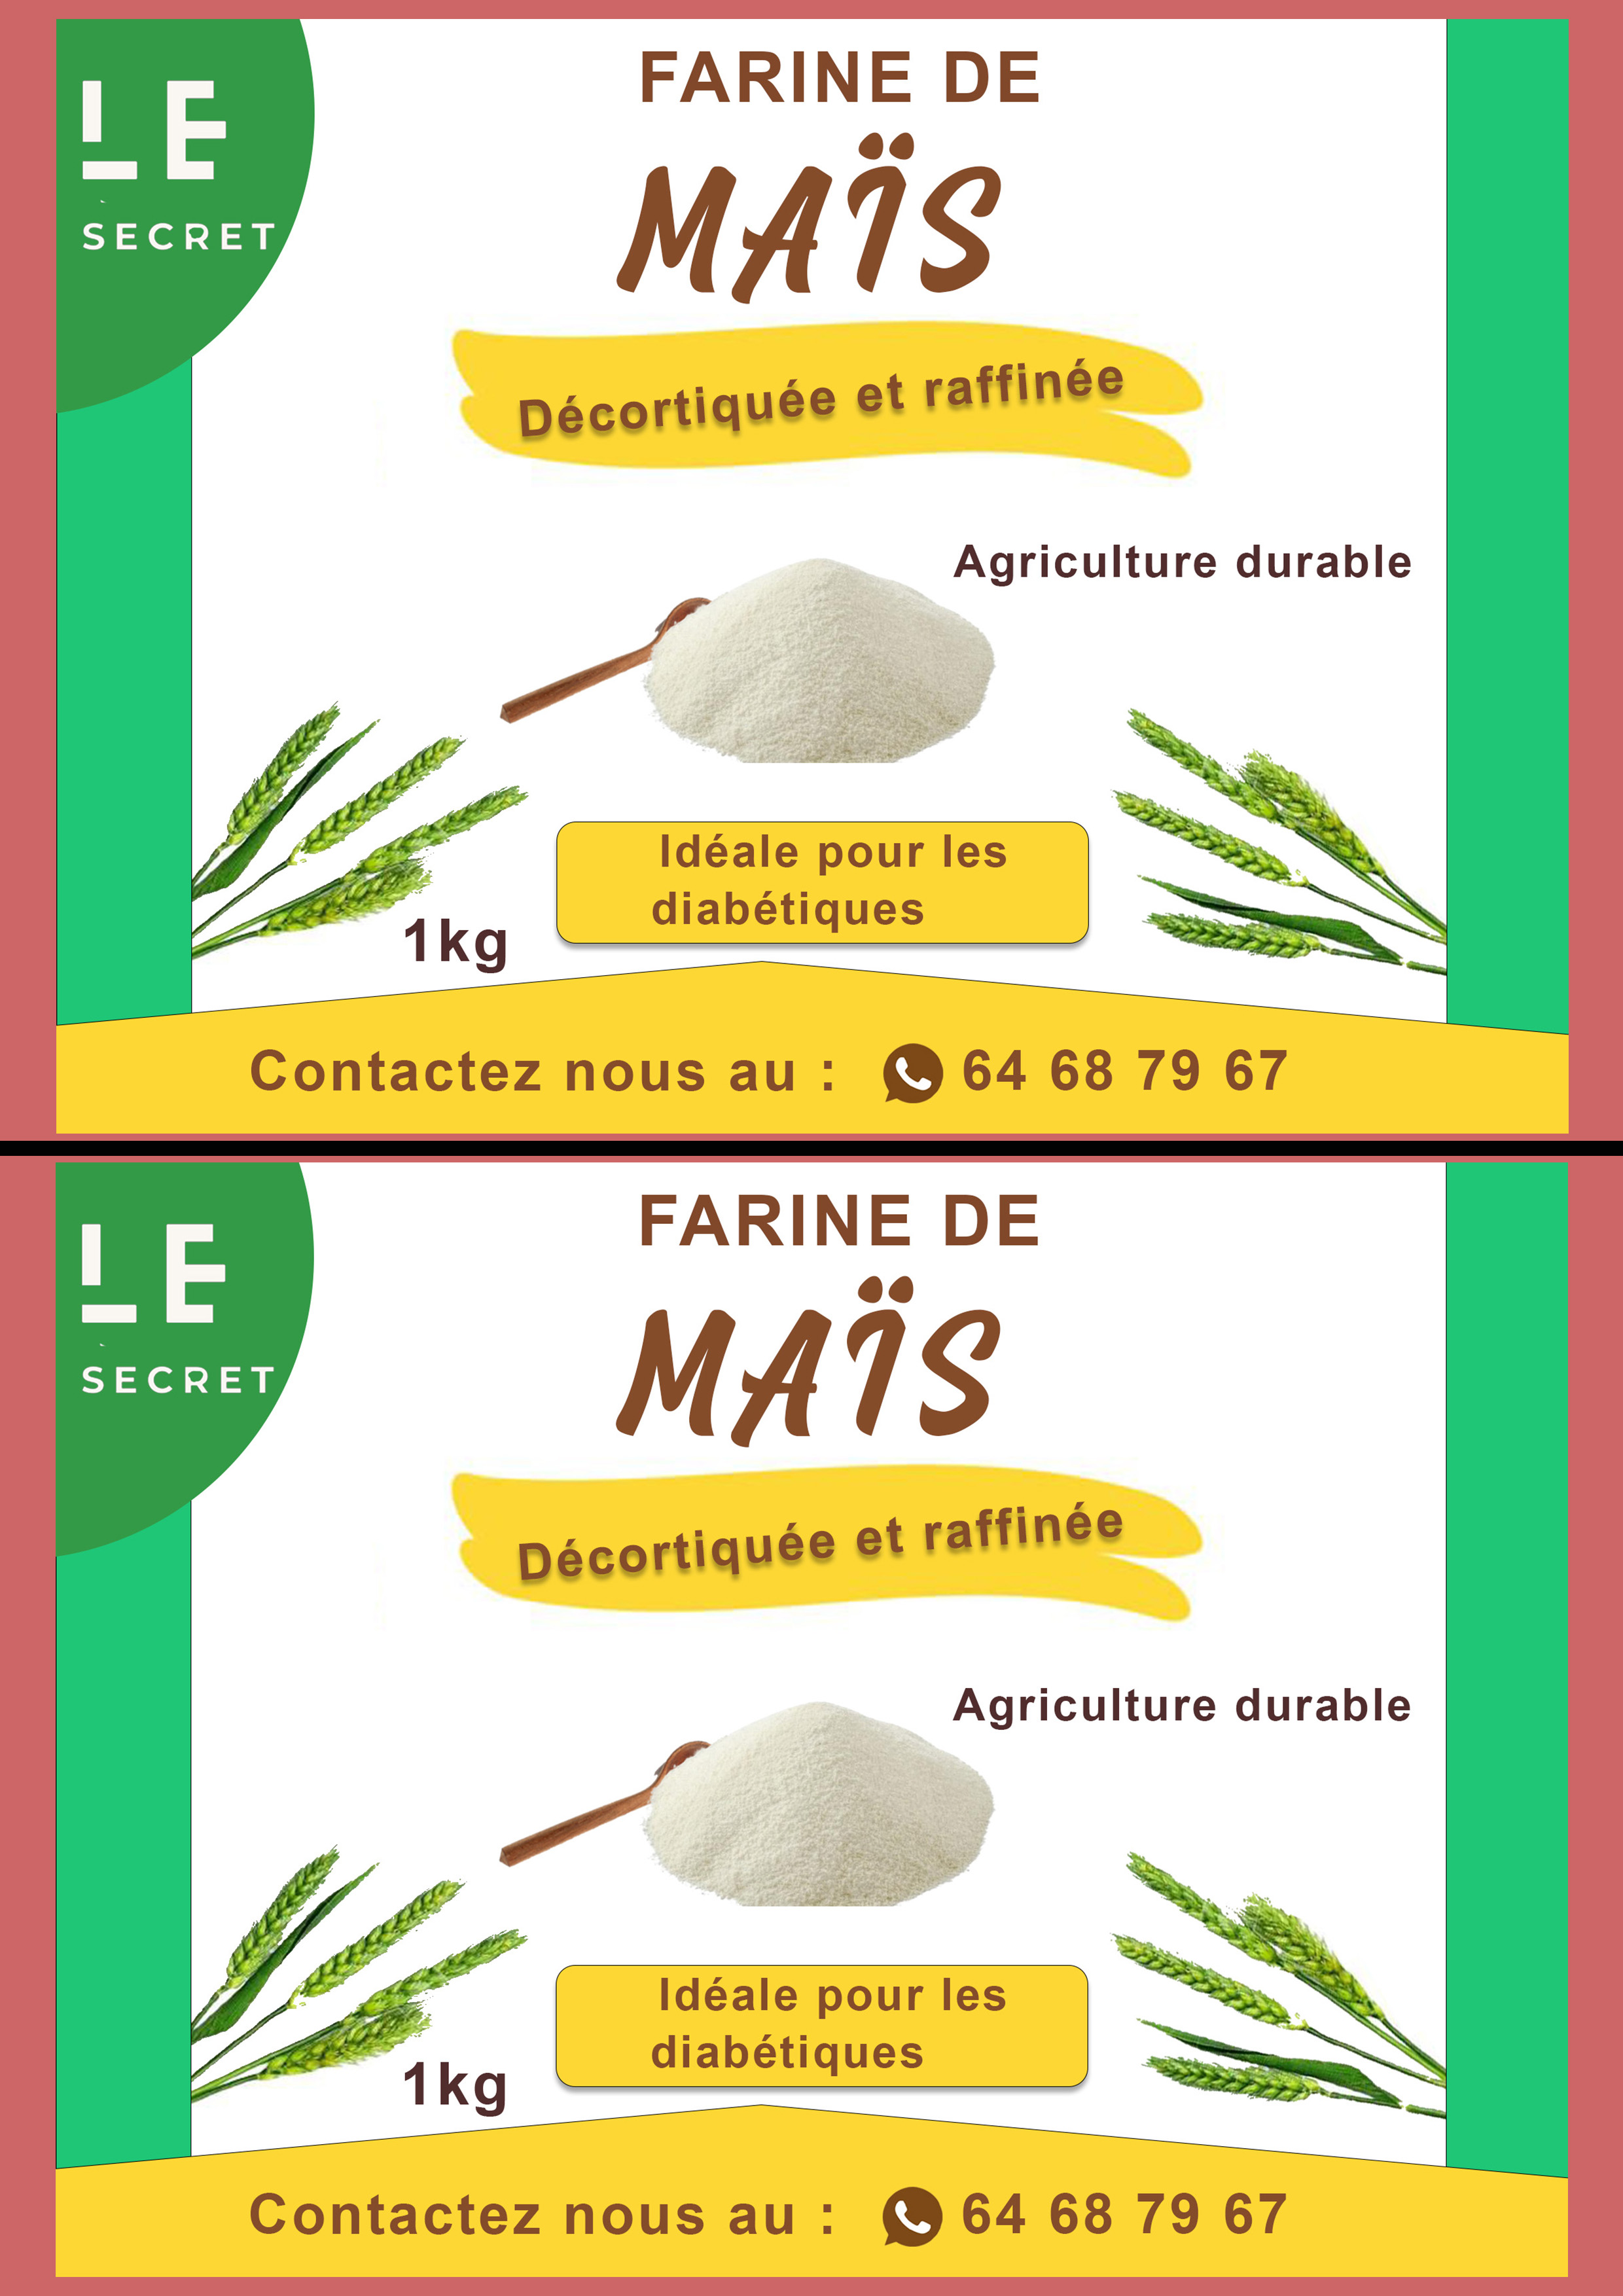 LE
SECRET
FARINE DE
MAÏS
Décortiquée et raffinée
Agriculture durable
Idéale pour les
diabétiques
1kg
Contactez nous au : 64 68 79 67
LE
SECRET
FARINE DE
MAÏS
Décortiquée et raffinée
Agriculture durable
Idéale pour les
diabétiques
1kg
Contactez nous au : 64 68 79 67